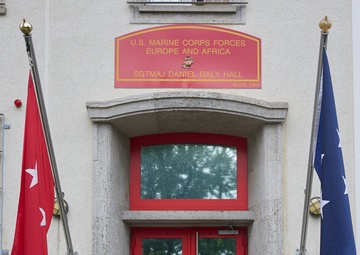 U.S. MARINE CORPS FORCES
EUROPE AND AFRICA
SGTMAJ DANIEL DALY HALL